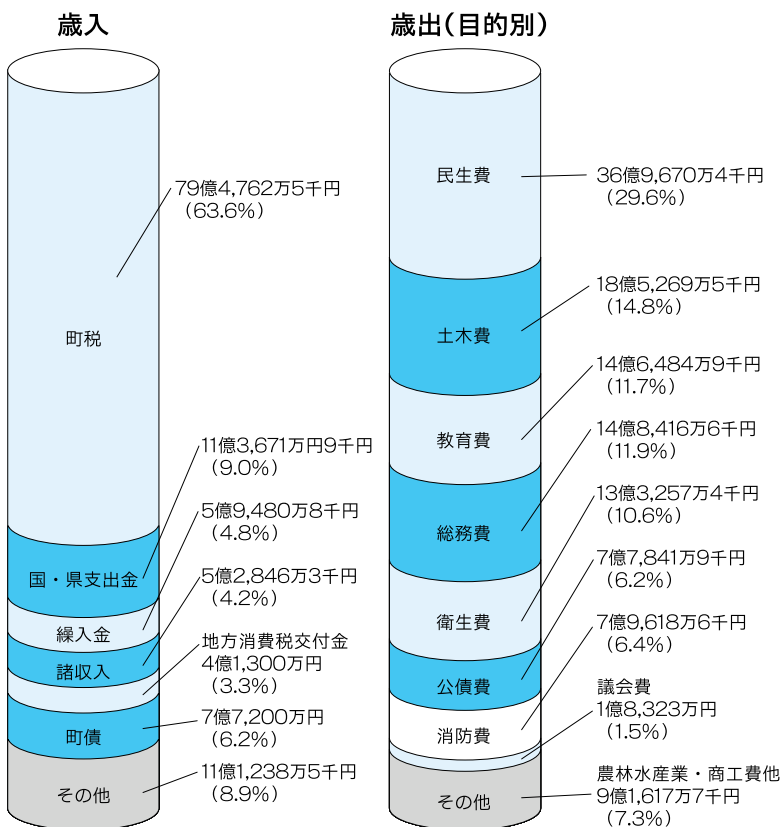 歳入
79億4,762万5千円
(63.6%)
町税
11億3,671万円9千円
(9.0%)
国・県支出金
5億9,480万8千円
(4.8%)
繰入金
5億2,846万3千円
(4.2%)
諸収入
地方消費税交付金
4億1,300万円
(3.3%)
7億7,200万円
(6.2%)
町債
11億1,238万5千円
(8.9%)
その他
歳出(目的別)
民生費
36億9,670万4千円
(29.6%)
18億5,269万5千円
(14.8%)
土木費
14億6,484万9千円
(11.7%)
教育費
14億8,416万6千円
(11.9%)
総務費
13億3,257万4千円
(10.6%)
衛生費
7億7,841万9千円
(6.2%)
公債費
7億9,618万6千円
(6.4%)
消防費
議会費
1億8,323万円
(1.5%)
農林水産業・商工費他
9億1,617万7千円
(7.3%)
その他